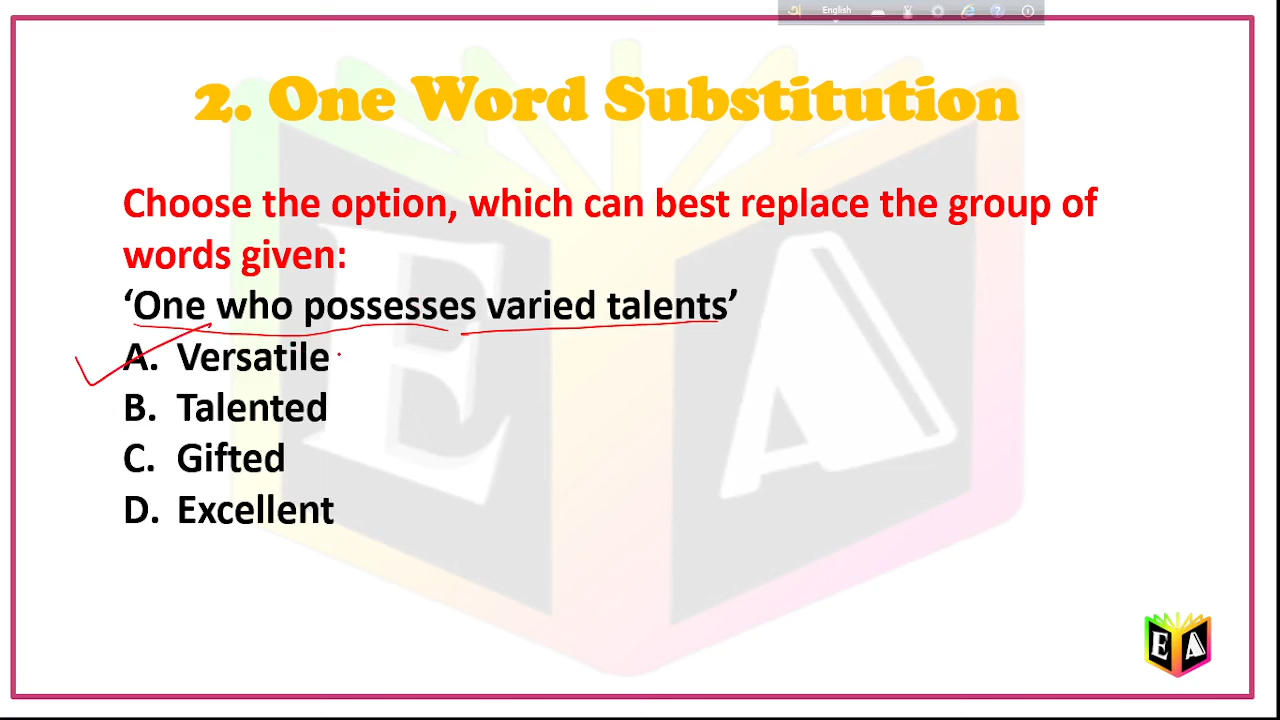 English
2. One Word Substitution
Choose the option, which can best replace the group of
words given:
‘One who possesses varied talents’
A. Versatile
B. Talented
C. Gifted
D. Excellent
E A
E A